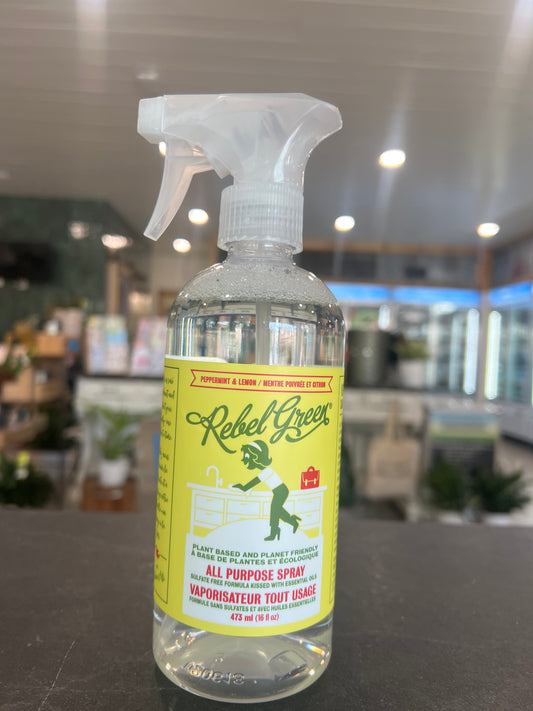 PEPPERMINT & LEMON / MENTHE POIVRÉE ET CITRON
Rebel Green
PLANT BASED AND PLANET FRIENDLY
À BASE DE PLANTES ET ÉCOLOGIQUE
ALL PURPOSE SPRAY
SULFATE FREE FORMULA KISSED WITH ESSENTIAL OILS
VAPORISATEUR TOUT USAGE
FORMULE SANS SULFATES ET AVEC HUILES ESSENTIELLES
473 ml (16 fl oz)